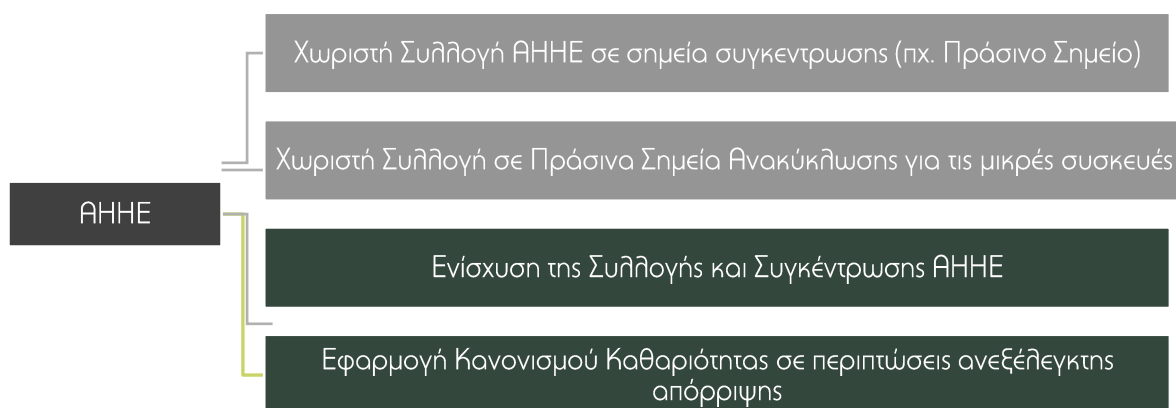 Χωριστή Συλλογή ΑΗΗΕ σε σημεία συγκεντρωσης (πχ. Πράσινο Σημείο)
Χωριστή Συλλογή σε Πράσινα Σημεία Ανακύκλωσης για τις μικρές συσκευές
ΑΗΗΕ
Ενίσχυση της Συλλογής και Συγκέντρωσης ΑΗΗΕ
Εφαρμογή Κανονισμού Καθαριότητας σε περιπτώσεις ανεξέλεγκτης
απόρριψης